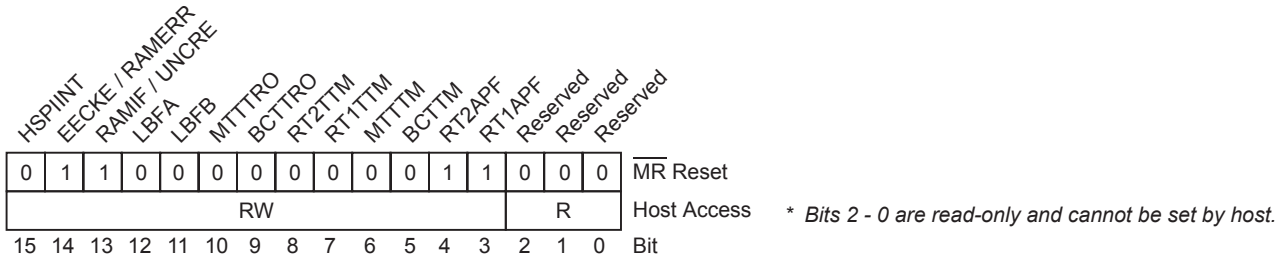 HSPIINT
EECKE / RAMERR
RAMIF / UNCRE
LBFA
LBFB
MTTTRO
BCTTRO
RT2TTM
RT1TTM
MTTTM
BCTTM
RT2APF
RT1APF
Reserved
Reserved
Reserved
0 1 1 0 0 0 0 0 0 0 0 1 1 0 0 0 MR Reset
RW R Host Access * Bits 2 - 0 are read-only and cannot be set by host.
15 14 13 12 11 10 9 8 7 6 5 4 3 2 1 0 Bit